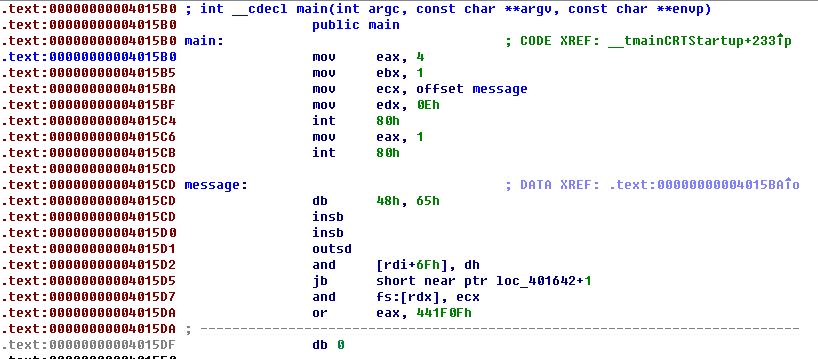 .text:00000000004015B0 ; int __cdecl main(int argc, const char **argv, const char **envp)
.text:00000000004015B0 public main
.text:00000000004015B0 main: ; CODE XREF: __tmainCRTStartup+233↑p
.text:00000000004015B0 mov eax, 4
.text:00000000004015B5 mov ebx, 1
.text:00000000004015BA mov ecx, offset message
.text:00000000004015BF mov edx, 0Eh
.text:00000000004015C4 int 80h
.text:00000000004015C6 mov eax, 1
.text:00000000004015CB int 80h
.text:00000000004015CD
.text:00000000004015CD message: ; DATA XREF: .text:00000000004015BA↑o
.text:00000000004015CD db 48h, 65h
.text:00000000004015CD insb
.text:00000000004015D0 insb
.text:00000000004015D1 outsd
.text:00000000004015D2 and [rdi+6Fh], dh
.text:00000000004015D5 jb short near ptr loc_401642+1
.text:00000000004015D7 and fs:[rdx], ecx
.text:00000000004015DA or eax, 441F0Fh
.text:00000000004015DA ; ---------------------------------------------------------------------------
.text:00000000004015DF db 0